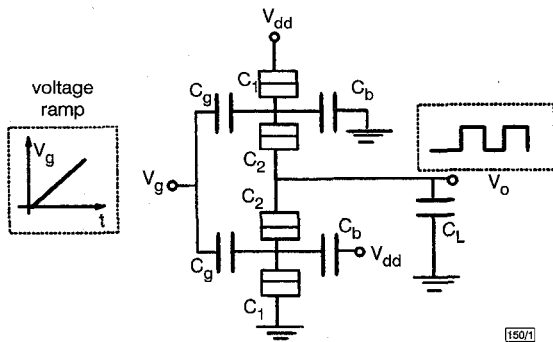 V_dd
voltage
ramp
V_g
t
C_1
C_g
C_b
C_2
V_g
V_o
C_2
C_b
C_L
V_dd
C_g
C_1
150/1